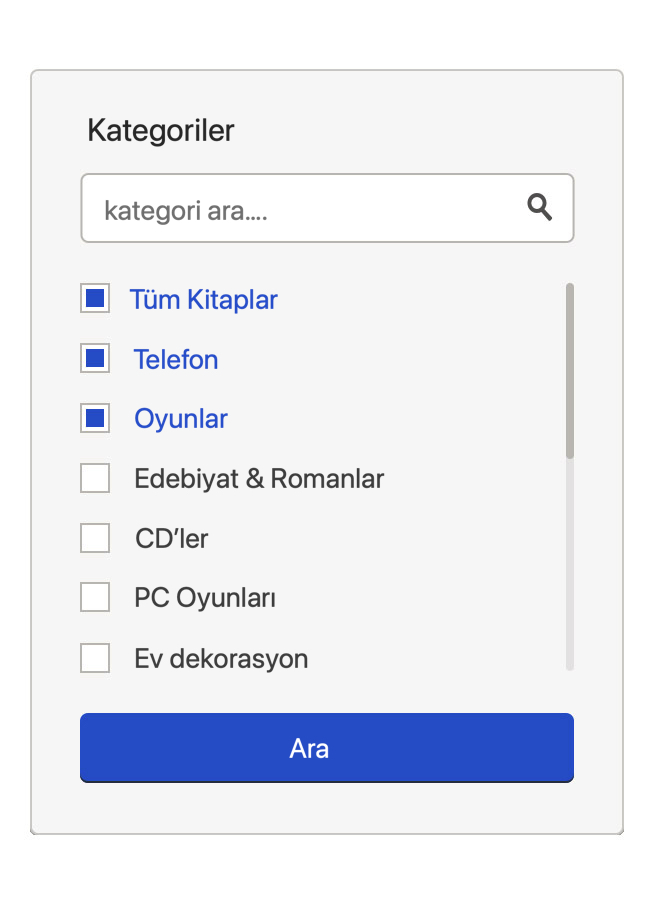 Kategoriler
kategori ara....
Tüm Kitaplar
Telefon
Oyunlar
Edebiyat & Romanlar
CD’ler
PC Oyunları
Ev dekorasyon
Ara